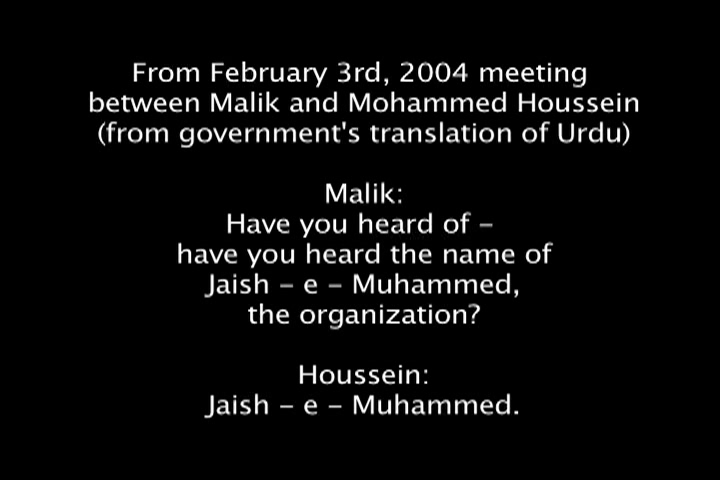 From February 3rd, 2004 meeting
between Malik and Mohammed Houssein
(from government's translation of Urdu)
Malik:
Have you heard of –
have you heard the name of
Jaish – e – Muhammed,
the organization?
Houssein:
Jaish – e – Muhammed.